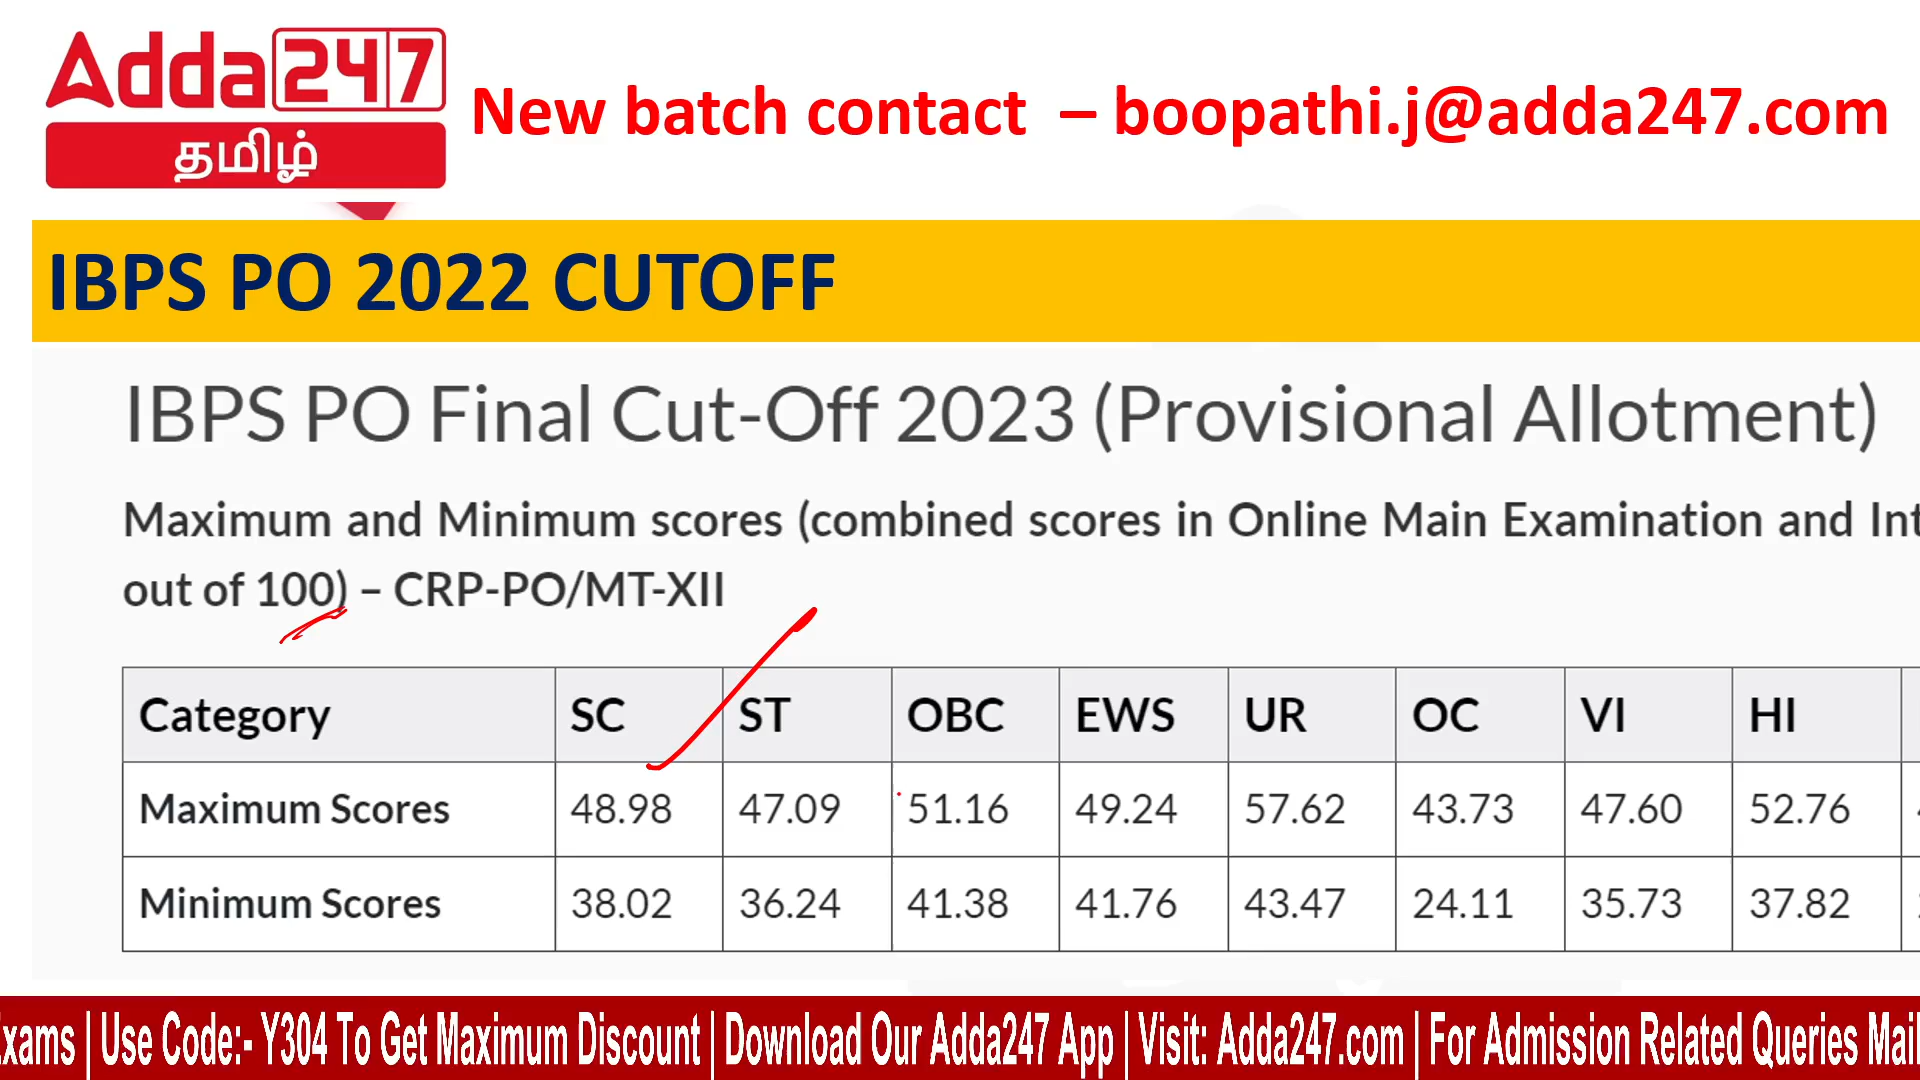 Adda247
தமிழ்
New batch contact – boopathi.j@adda247.com
IBPS PO 2022 CUTOFF
IBPS PO Final Cut-Off 2023 (Provisional Allotment)
Maximum and Minimum scores (combined scores in Online Main Examination and Int
out of 100) – CRP-PO/MT-XII
Category SC ST OBC EWS UR OC VI HI
Maximum Scores 48.98 47.09 51.16 49.24 57.62 43.73 47.60 52.76
Minimum Scores 38.02 36.24 41.38 41.76 43.47 24.11 35.73 37.82
Exams | Use Code:- Y304 To Get Maximum Discount | Download Our Adda247 App | Visit: Adda247.com | For Admission Related Queries Mail